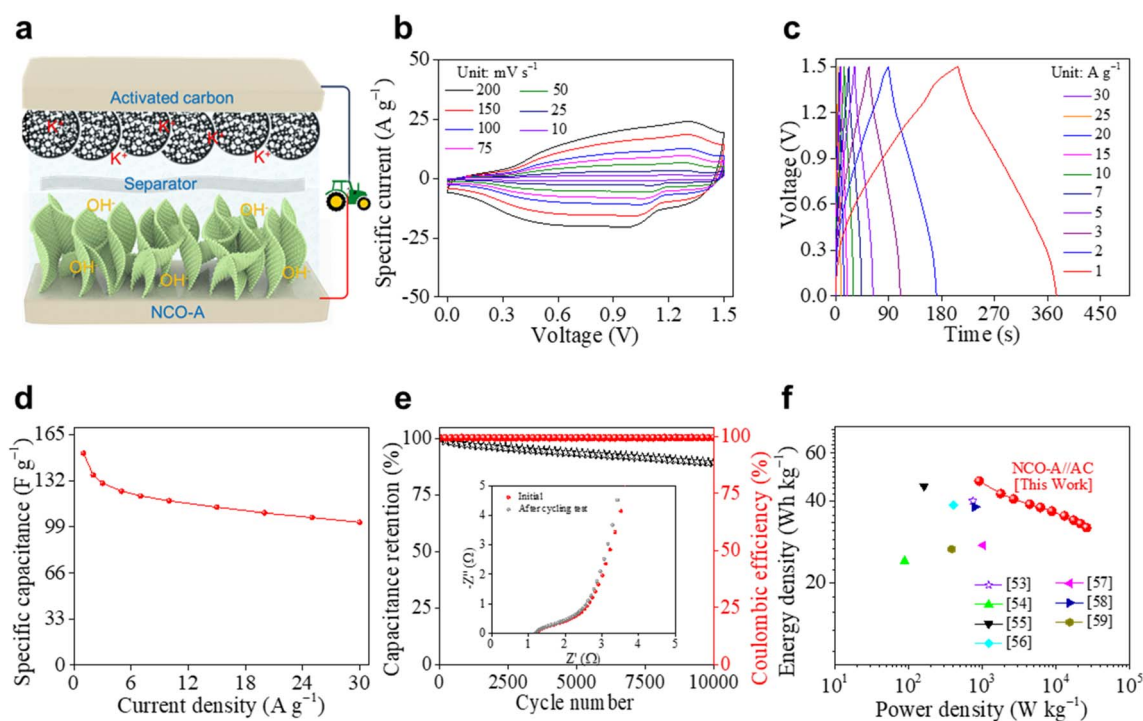 a
Activated carbon
K⁺
K⁺
K⁺
K⁺
K⁺
Separator
OH⁻
OH⁻
OH⁻
OH⁻
OH⁻
NCO-A
b
Specific current (A g⁻¹)
50
25
0
-25
-50
Unit: mV s⁻¹
200
150
100
75
50
25
10
0.0
0.3
0.6
0.9
1.2
1.5
Voltage (V)
c
Voltage (V)
1.5
1.2
0.9
0.6
0.3
0.0
Unit: A g⁻¹
30
25
20
15
10
7
5
3
2
1
0
90
180
270
360
450
Time (s)
d
Specific capacitance (F g⁻¹)
165
132
99
66
33
0
0
6
12
18
24
30
Current density (A g⁻¹)
e
Capacitance retention (%)
100
75
50
25
0
Initial
After cycling test
-Z'' (Ω)
5
4
3
2
1
0
0
1
2
3
4
5
Z' (Ω)
100
75
50
25
0
Coulombic efficiency (%)
0
2500
5000
7500
10000
Cycle number
f
Energy density (Wh kg⁻¹)
60
40
20
NCO-A//AC
[This Work]
[53]
[54]
[55]
[56]
[57]
[58]
[59]
10¹
10²
10³
10⁴
10⁵
Power density (W kg⁻¹)